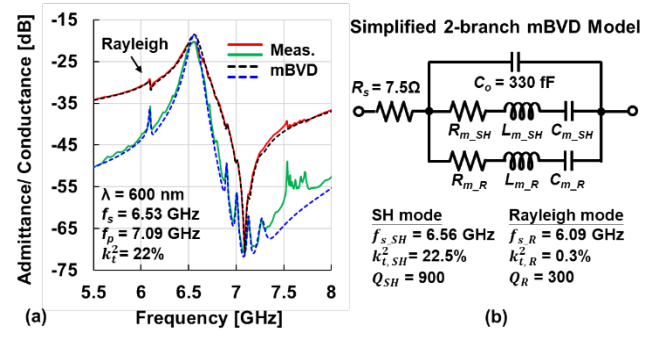 Admittance/ Conductance [dB]
-15
-25
-35
-45
-55
-65
-75
Rayleigh
Meas.
mBVD
λ = 600 nm
f_s = 6.53 GHz
f_p = 7.09 GHz
k_t^2 = 22%
5.5 6 6.5 7 7.5 8
(a) Frequency [GHz]
Simplified 2-branch mBVD Model
R_s = 7.5Ω
C_o = 330 fF
R_m_SH L_m_SH C_m_SH
R_m_R L_m_R C_m_R
SH mode Rayleigh mode
f_s_SH = 6.56 GHz f_s_R = 6.09 GHz
k_t,SH^2 = 22.5% k_t,R^2 = 0.3%
Q_SH = 900 Q_R = 300
(b)